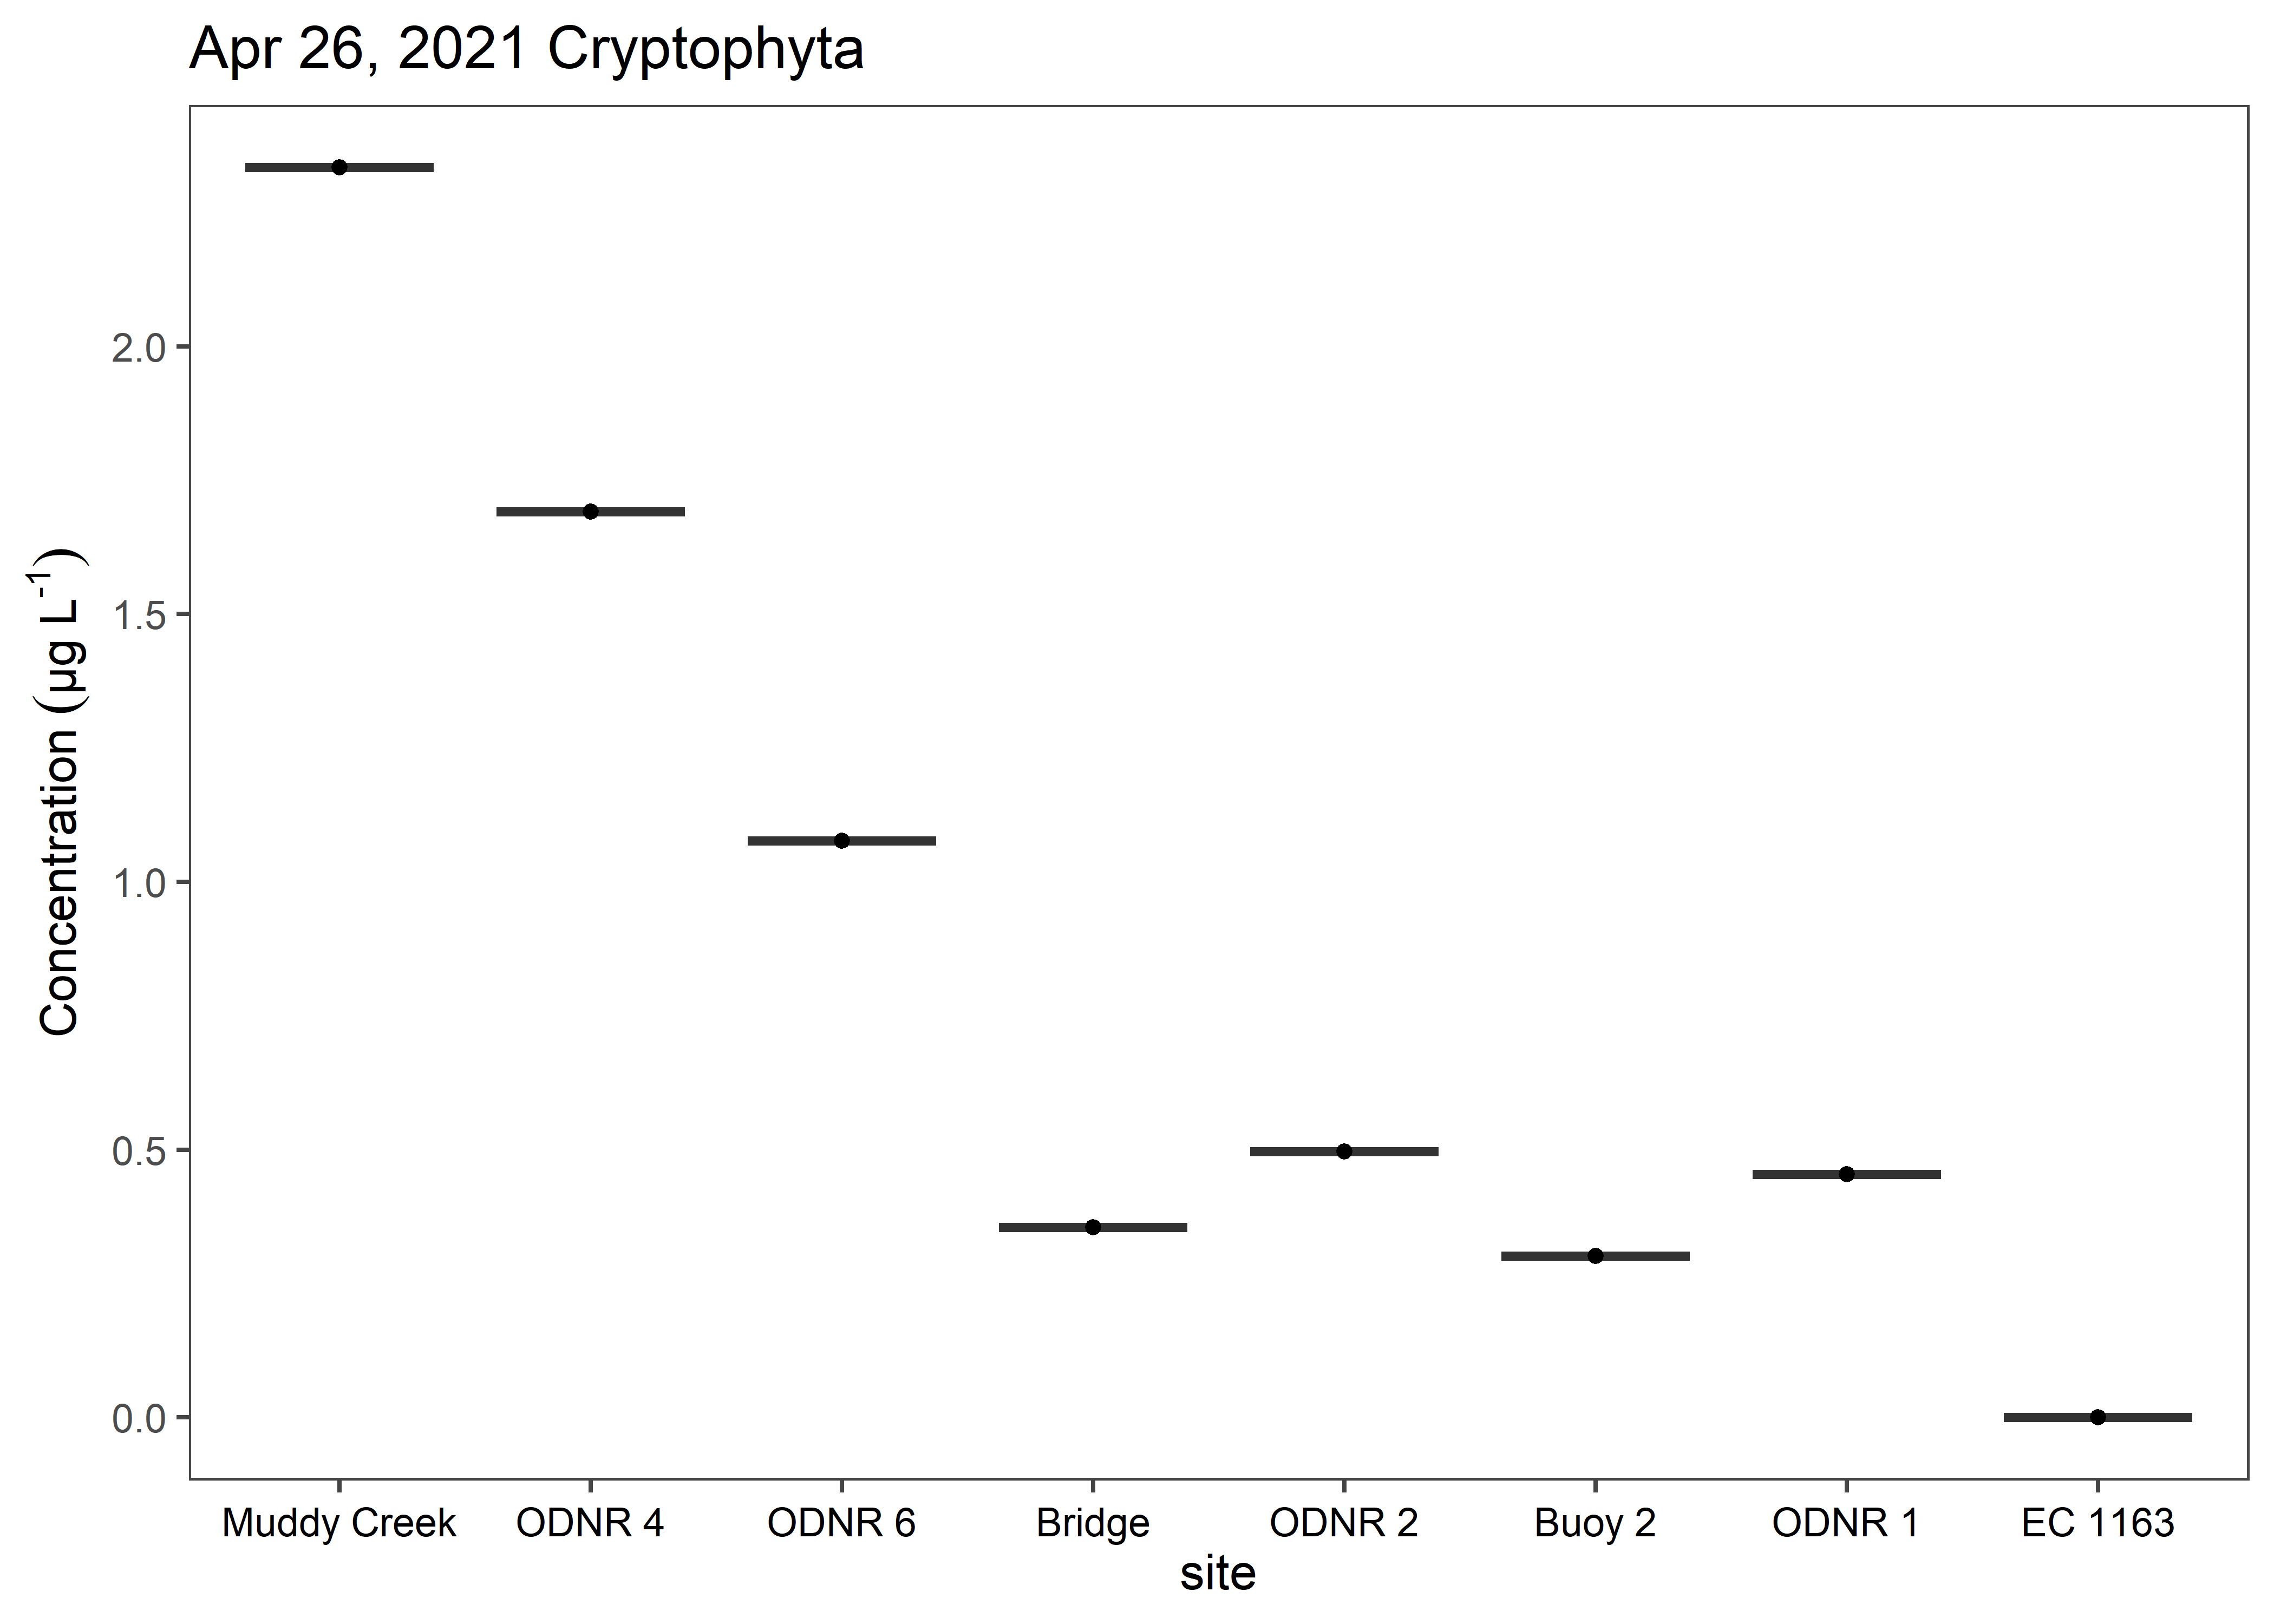 Apr 26, 2021 Cryptophyta
Concentration (µg L⁻¹)
2.0
1.5
1.0
0.5
0.0
Muddy Creek ODNR 4 ODNR 6 Bridge ODNR 2 Buoy 2 ODNR 1 EC 1163
site